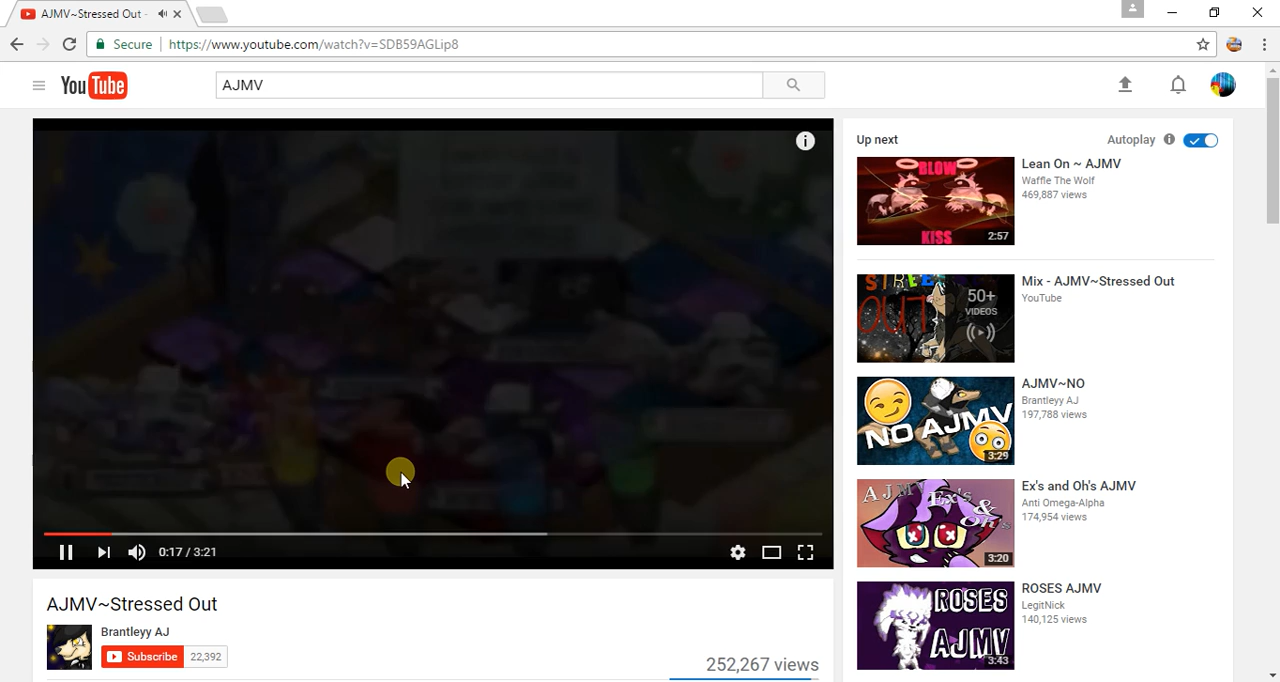 AJMV~Stressed Out -
Secure
https://www.youtube.com/watch?v=SDB59AGLip8
YouTube
AJMV
Up next
Autoplay
BLOW
KISS
2:57
Lean On ~ AJMV
Waffle The Wolf
469,887 views
OUT
50+
VIDEOS
Mix - AJMV~Stressed Out
YouTube
NO AJMV
3:29
AJMV~NO
Brantleyy AJ
197,788 views
AJMV
Ex's
&
Oh's
3:20
Ex's and Oh's AJMV
Anti Omega-Alpha
174,954 views
ROSES
AJMV
3:43
ROSES AJMV
LegitNick
140,125 views
0:17 / 3:21
AJMV~Stressed Out
Brantleyy AJ
Subscribe
22,392
252,267 views